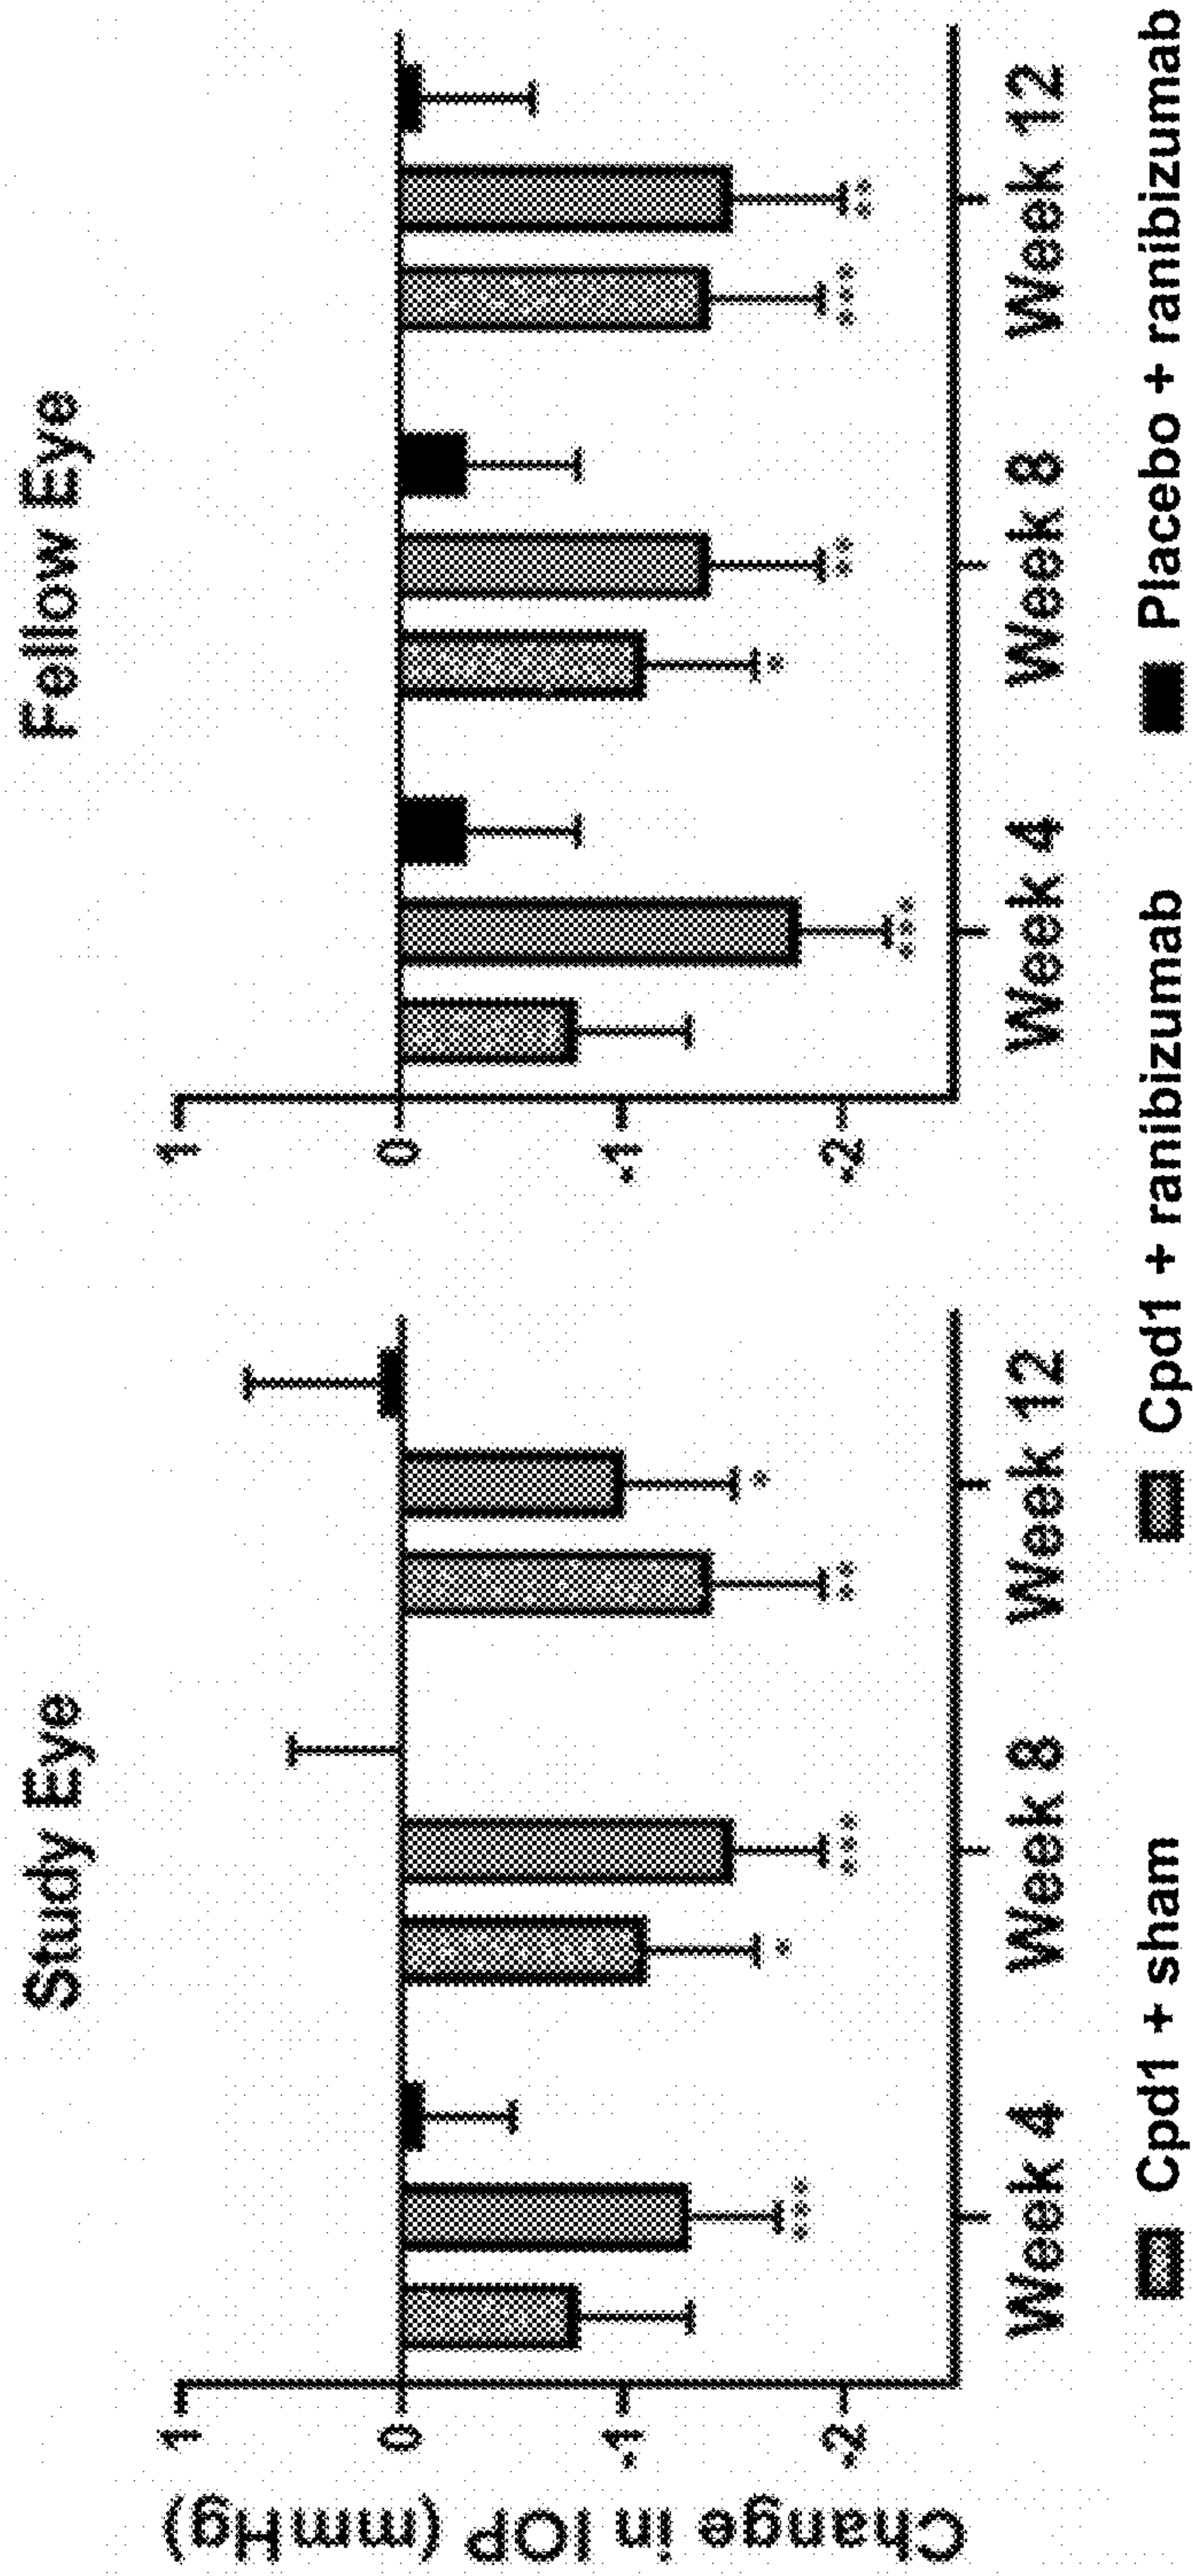 Study Eye
Fellow Eye
Change in IOP (mmHg)
1
0
-1
-2
*** * *** ** *
Week 4 Week 8 Week 12
1
0
-1
-2
*** * ** *** **
Week 4 Week 8 Week 12
Cpd1 + sham Cpd1 + ranibizumab Placebo + ranibizumab